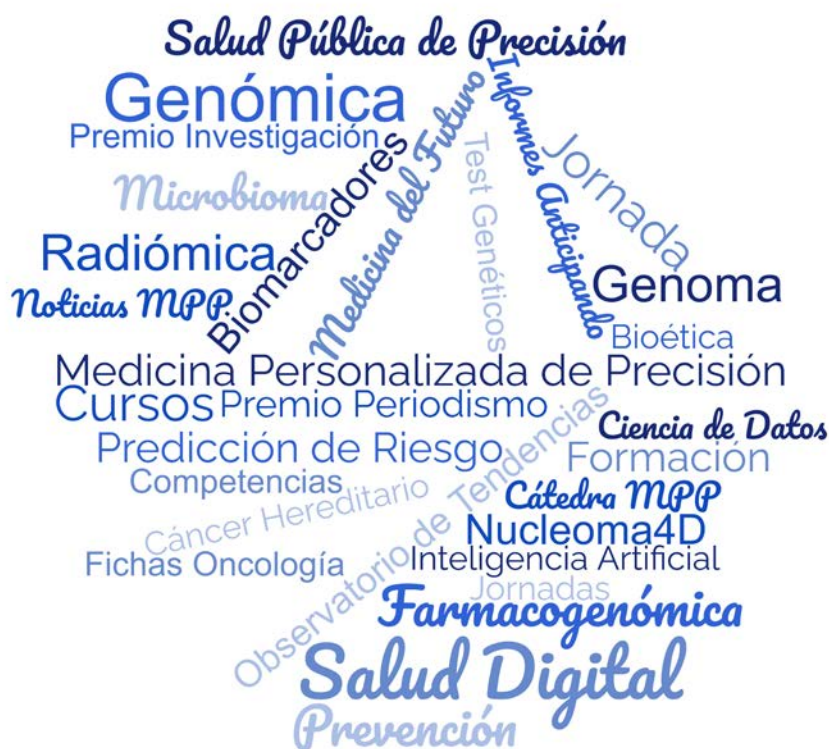 Salud Pública de Precisión
Genómica
Premio Investigación
Microbioma
Biomarcadores
Medicina del Futuro
Test Genéticos
Informes Anticipando
Jornada
Radiómica
Genoma
Noticias MPP
Bioética
Medicina Personalizada de Precisión
Cursos
Premio Periodismo
Ciencia de Datos
Predicción de Riesgo
Formación
Competencias
Cáncer Hereditario
Observatorio de Tendencias
Cátedra MPP
Nucleoma4D
Fichas Oncología
Inteligencia Artificial
Jornadas
Farmacogenómica
Salud Digital
Prevención